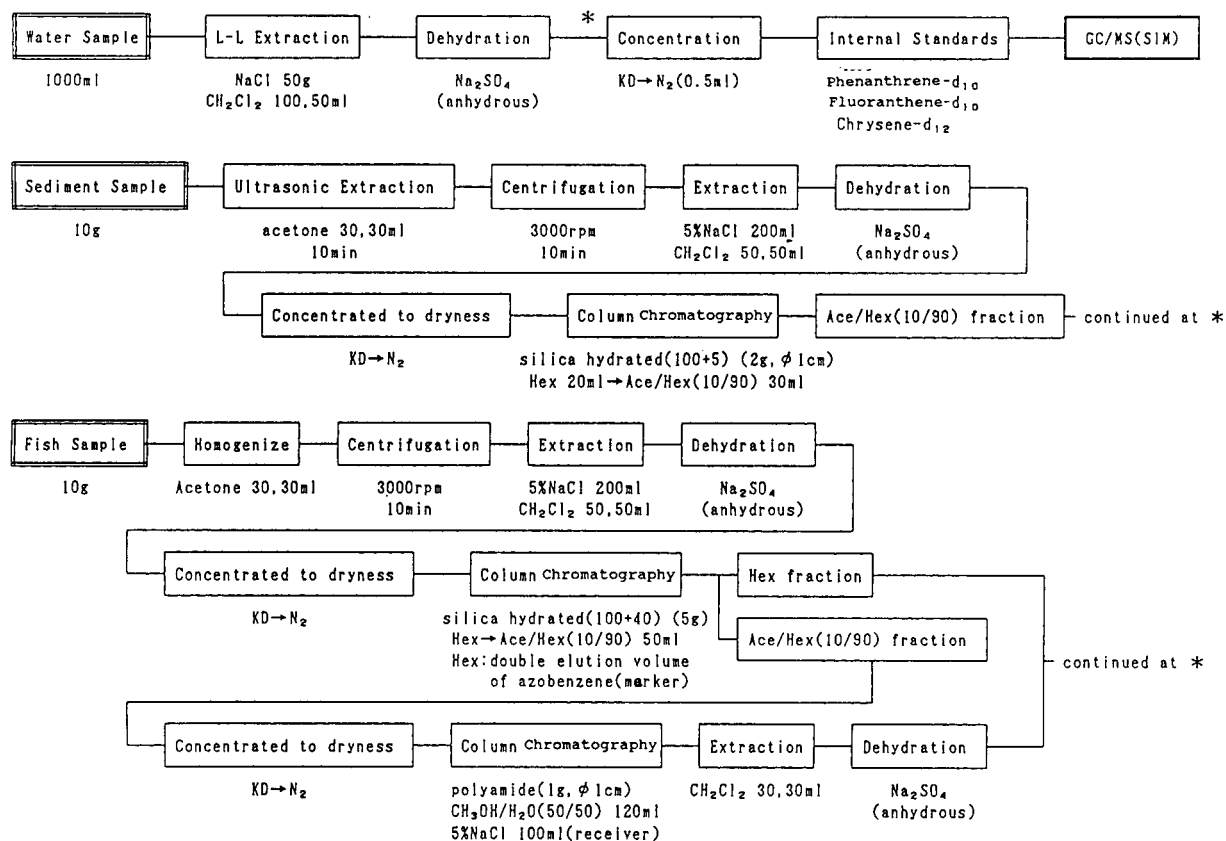 *
Water Sample L-L Extraction Dehydration Concentration Internal Standards GC/MS(SIM)
1000ml NaCl 50g Na₂SO₄ KD→N₂(0.5ml)
CH₂Cl₂ 100,50ml (anhydrous) Phenanthrene-d₁₀
Fluoranthene-d₁₀
Chrysene-d₁₂
Sediment Sample Ultrasonic Extraction Centrifugation Extraction Dehydration
10g acetone 30,30ml 3000rpm 5%NaCl 200ml Na₂SO₄
10min 10min CH₂Cl₂ 50,50ml (anhydrous)
Concentrated to dryness Column Chromatography Ace/Hex(10/90) fraction continued at *
KD→N₂ silica hydrated(100+5) (2g, φ 1cm)
Hex 20ml→Ace/Hex(10/90) 30ml
Fish Sample Homogenize Centrifugation Extraction Dehydration
10g Acetone 30,30ml 3000rpm 5%NaCl 200ml Na₂SO₄
10min CH₂Cl₂ 50,50ml (anhydrous)
Concentrated to dryness Column Chromatography Hex fraction
KD→N₂ silica hydrated(100+40) (5g)
Hex→Ace/Hex(10/90) 50ml Ace/Hex(10/90) fraction
Hex:double elution volume
of azobenzene(marker)
continued at *
Concentrated to dryness Column Chromatography Extraction Dehydration
KD→N₂ polyamide(1g, φ 1cm) CH₂Cl₂ 30,30ml Na₂SO₄
CH₃OH/H₂O(50/50) 120ml (anhydrous)
5%NaCl 100ml(receiver)